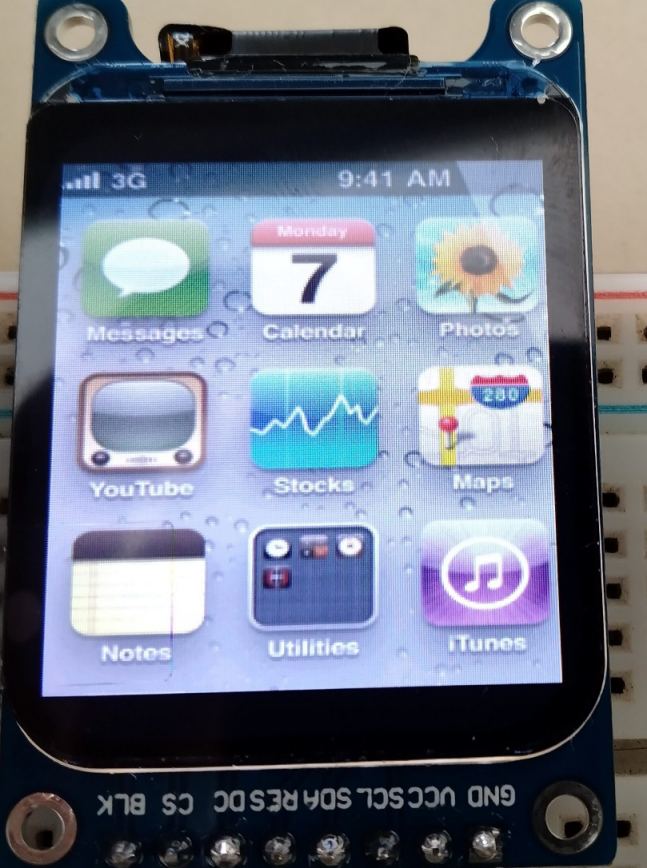 3G 9:41 AM
Monday
7
280
Messages Calendar Photos
YouTube Stocks Maps
Notes Utilities iTunes
GND VCC SCL SDA RES DC CS BLK